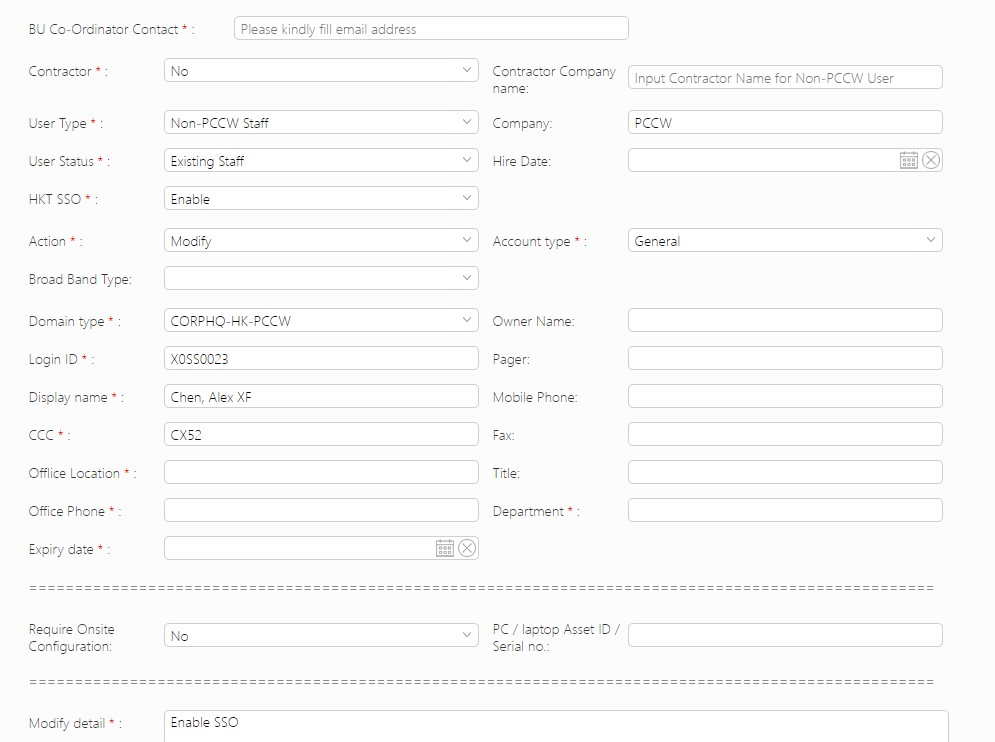 BU Co-Ordinator Contact * : Please kindly fill email address
Contractor * : No Contractor Company name: Input Contractor Name for Non-PCCW User
User Type * : Non-PCCW Staff Company: PCCW
User Status * : Existing Staff Hire Date:
HKT SSO * : Enable
Action * : Modify Account type * : General
Broad Band Type:
Domain type * : CORPHQ-HK-PCCW Owner Name:
Login ID * : X0SS0023 Pager:
Display name * : Chen, Alex XF Mobile Phone:
CCC * : CX52 Fax:
Offlice Location * : Title:
Office Phone * : Department * :
Expiry date * :
====================================================================================================
Require Onsite Configuration: No PC / laptop Asset ID / Serial no.:
====================================================================================================
Modify detail * : Enable SSO